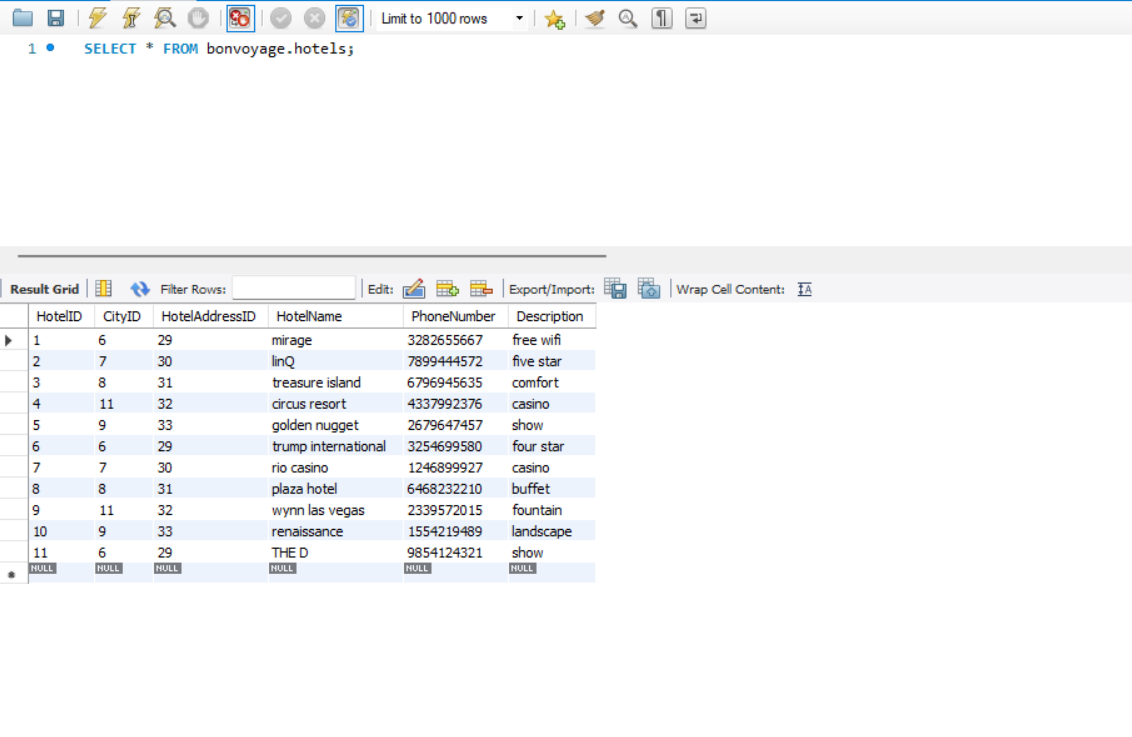 Limit to 1000 rows
1 SELECT * FROM bonvoyage.hotels;
Result Grid Filter Rows: Edit: Export/Import: Wrap Cell Content: IA
HotelID CityID HotelAddressID HotelName PhoneNumber Description
1 6 29 mirage 3282655667 free wifi
2 7 30 linQ 7899444572 five star
3 8 31 treasure island 6796945635 comfort
4 11 32 circus resort 4337992376 casino
5 9 33 golden nugget 2679647457 show
6 6 29 trump international 3254699580 four star
7 7 30 rio casino 1246899927 casino
8 8 31 plaza hotel 6468232210 buffet
9 11 32 wynn las vegas 2339572015 fountain
10 9 33 renaissance 1554219489 landscape
11 6 29 THE D 9854124321 show
NULL NULL NULL NULL NULL NULL